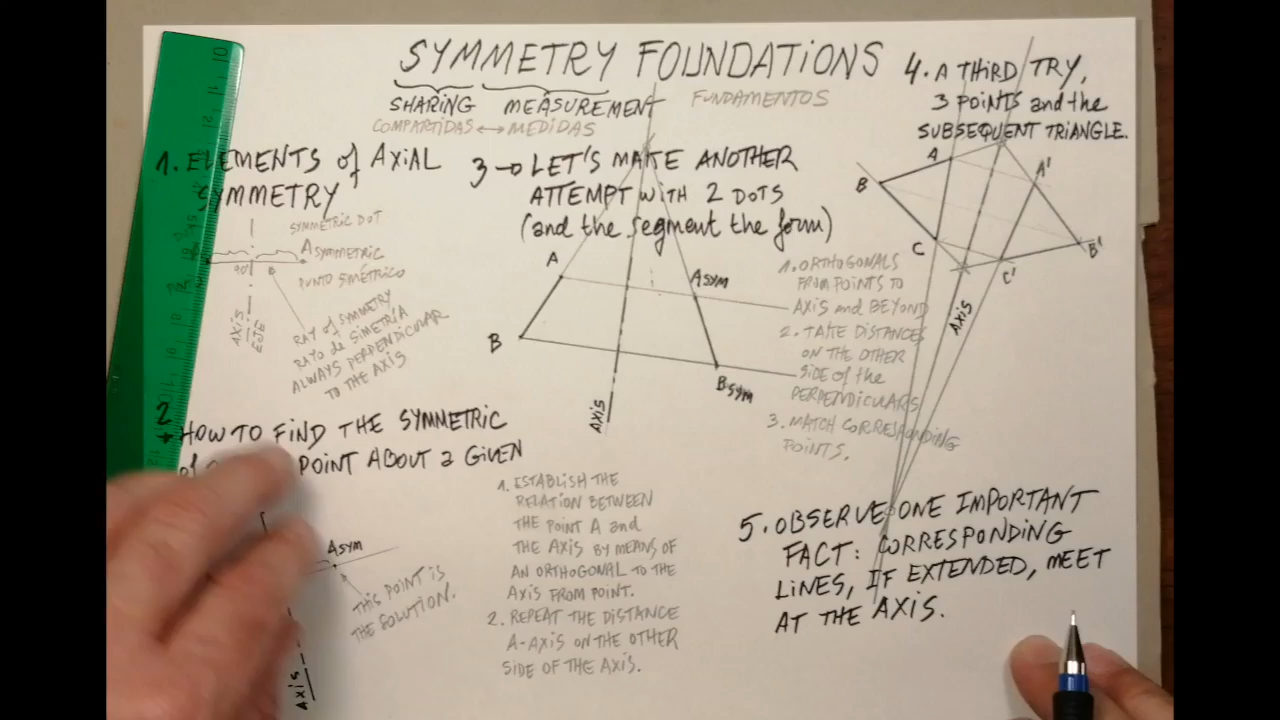 SYMMETRY FOUNDATIONS
SHARING MEASUREMENT FUNDAMENTOS
COMPARTIDAS ↔ MEDIDAS
1. ELEMENTS of AXIAL
SYMMETRY
SYMMETRIC DOT
A SYMMETRIC
PUNTO SIMÉTRICO
90°
AXIS
EJE
RAY of SYMMETRY
RAYO de SIMETRÍA
ALWAYS PERPENDICULAR
TO THE AXIS
2 HOW TO FIND THE SYMMETRIC
of POINT ABOUT a GIVEN
ASYM
THIS POINT IS
THE SOLUTION.
AXIS
1. ESTABLISH THE
RELATION BETWEEN
THE POINT A and
THE AXIS BY MEANS OF
AN ORTHOGONAL TO THE
AXIS FROM POINT.
2. REPEAT THE DISTANCE
A-AXIS ON THE OTHER
SIDE OF THE AXIS.
3 → LET'S MAKE ANOTHER
ATTEMPT WITH 2 DOTS
(and the segment the form)
A
ASYM
B
BSYM
AXIS
1. ORTHOGONALS
FROM POINTS TO
AXIS and BEYOND
2. TAKE DISTANCES
ON THE OTHER
SIDE of the
PERPENDICULARS
3. MATCH CORRESPONDING
POINTS.
4. A THIRD TRY,
3 POINTS and the
SUBSEQUENT TRIANGLE.
A
A'
B
B'
C
C'
AXIS
5. OBSERVE ONE IMPORTANT
FACT: CORRESPONDING
LINES, IF EXTENDED, MEET
AT THE AXIS.